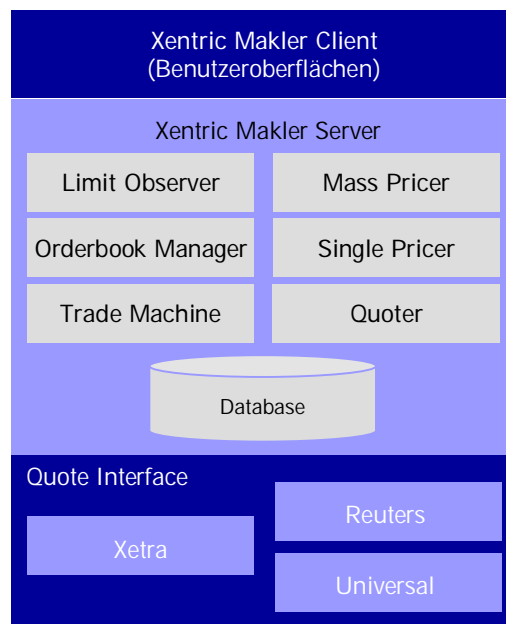 Xentric Makler Client
(Benutzeroberflächen)
Xentric Makler Server
Limit Observer
Mass Pricer
Orderbook Manager
Single Pricer
Trade Machine
Quoter
Database
Quote Interface
Reuters
Xetra
Universal